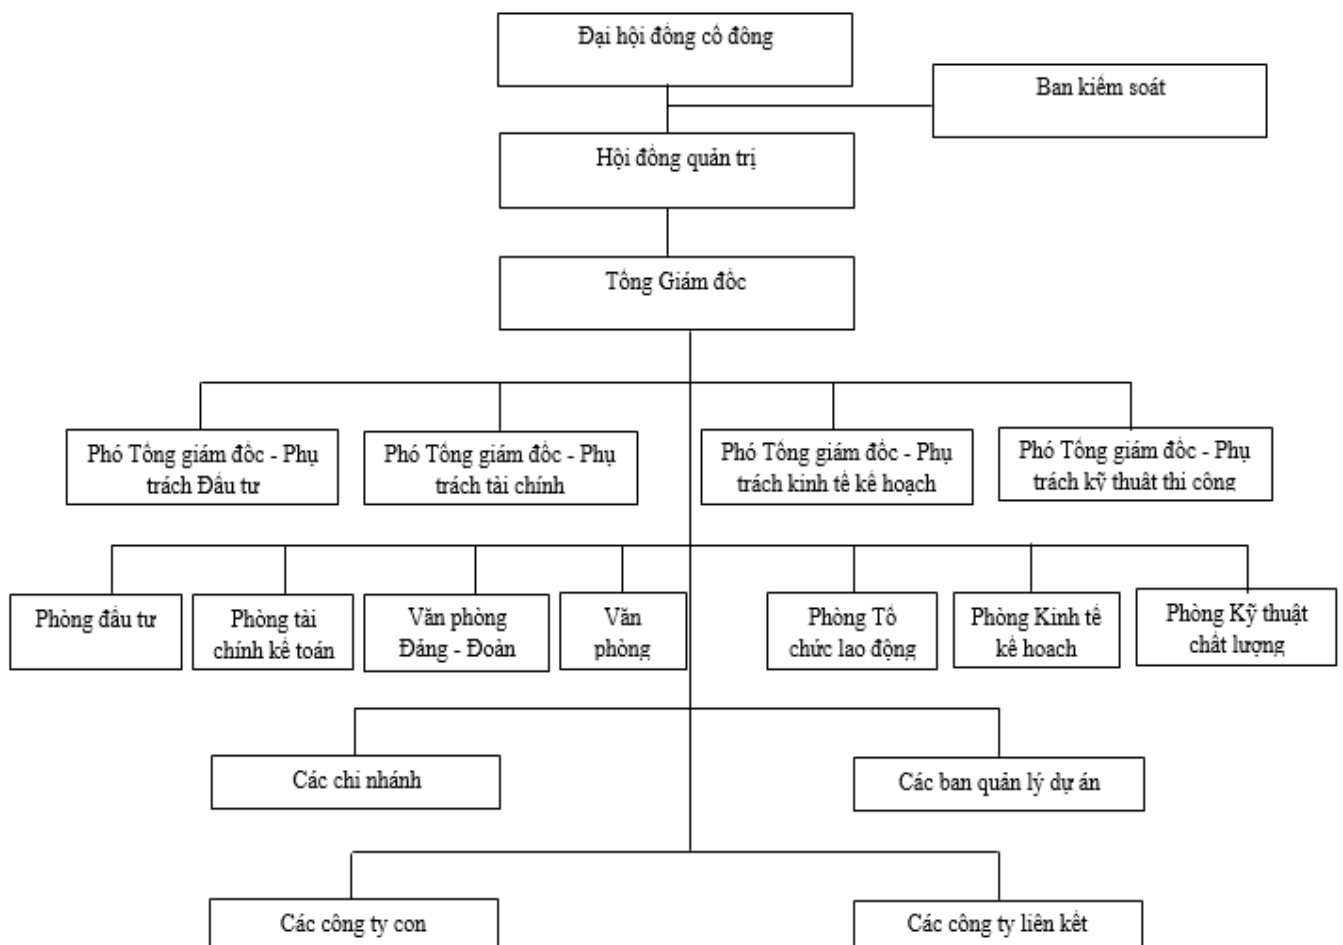 Đại hội đồng cổ đông
Ban kiểm soát
Hội đồng quản trị
Tổng Giám đốc
Phó Tổng giám đốc - Phụ
trách Đầu tư
Phó Tổng giám đốc - Phụ
trách tài chính
Phó Tổng giám đốc - Phụ
trách kinh tế kế hoạch
Phó Tổng giám đốc - Phụ
trách kỹ thuật thi công
Phòng đầu tư
Phòng tài
chính kế toán
Văn phòng
Đảng - Đoàn
Văn
phòng
Phòng Tổ
chức lao động
Phòng Kinh tế
kế hoạch
Phòng Kỹ thuật
chất lượng
Các chi nhánh
Các ban quản lý dự án
Các công ty con
Các công ty liên kết